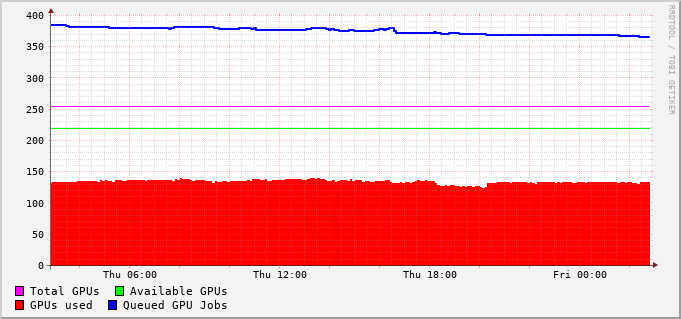 400
350
300
250
200
150
100
50
0
Thu 06:00 Thu 12:00 Thu 18:00 Fri 00:00
Total GPUs Available GPUs
GPUs used Queued GPU Jobs
RRDTOOL / TOBI OETIKER